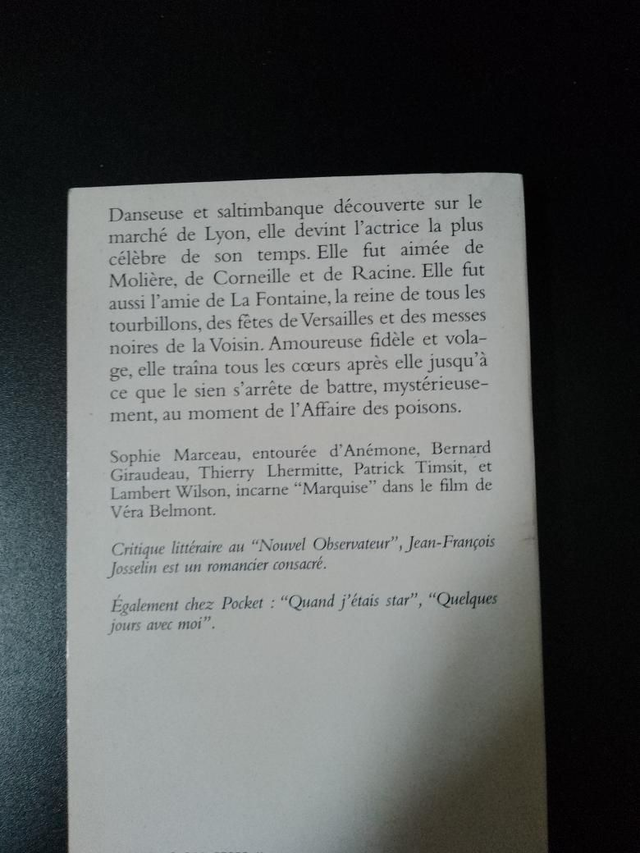 Danseuse et saltimbanque découverte sur le
marché de Lyon, elle devint l'actrice la plus
célèbre de son temps. Elle fut aimée de
Molière, de Corneille et de Racine. Elle fut
aussi l'amie de La Fontaine, la reine de tous les
tourbillons, des fêtes de Versailles et des messes
noires de la Voisin. Amoureuse fidèle et vola-
ge, elle traîna tous les cœurs après elle jusqu'à
ce que le sien s'arrête de battre, mystérieuse-
ment, au moment de l'Affaire des poisons.
Sophie Marceau, entourée d'Anémone, Bernard
Giraudeau, Thierry Lhermitte, Patrick Timsit, et
Lambert Wilson, incarne "Marquise" dans le film de
Véra Belmont.
Critique littéraire au "Nouvel Observateur", Jean-François
Josselin est un romancier consacré.
Également chez Pocket : "Quand j'étais star", "Quelques
jours avec moi".